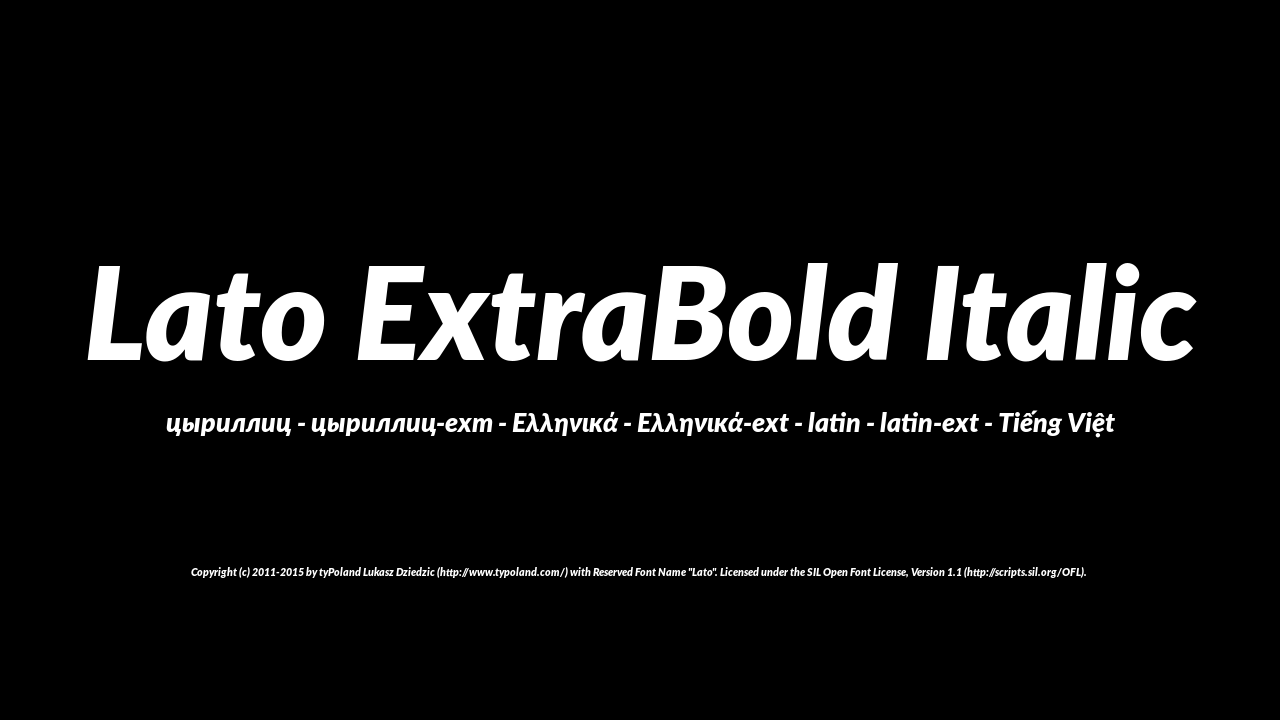 Lato ExtraBold Italic
цыриллиц - цыриллиц-ext - Ελληνικά - Ελληνικά-ext - latin - latin-ext - Tiếng Việt
Copyright (c) 2011-2015 by tyPoland Lukasz Dziedzic (http://www.typoland.com/) with Reserved Font Name "Lato". Licensed under the SIL Open Font License, Version 1.1 (http://scripts.sil.org/OFL).